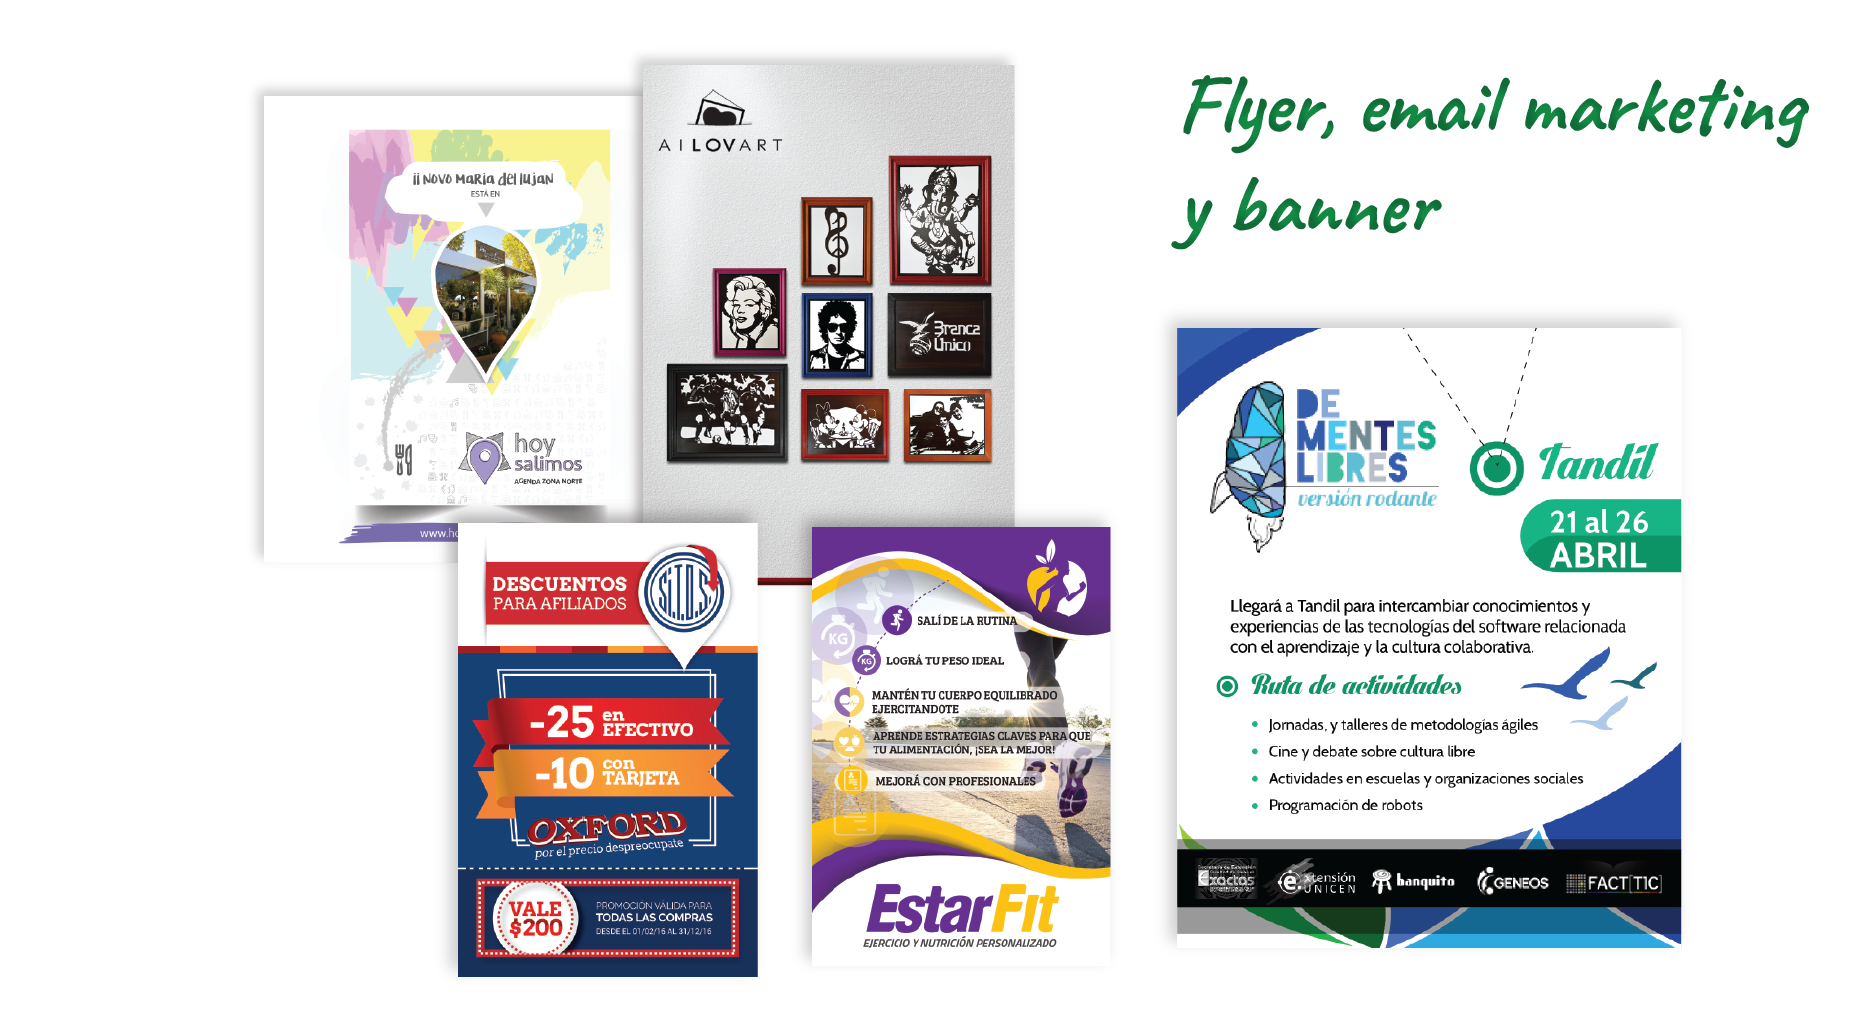 Flyer, email marketing
y banner
¡¡ NOVO MARÍA del lUJAN
ESTÁ EN
hoy
salimos
AGENDA ZONA NORTE
AILOVART
Branca
Unico
DESCUENTOS
PARA AFILIADOS
-25 en
EFECTIVO
-10 con
TARJETA
OXFORD
por el precio despreocupate
VALE
$200
PROMOCIÓN VÁLIDA PARA
TODAS LAS COMPRAS
DESDE EL 01/02/16 AL 31/12/16
KG
SALÍ DE LA RUTINA
KG
LOGRÁ TU PESO IDEAL
MANTÉN TU CUERPO EQUILIBRADO
EJERCITANDOTE
APRENDE ESTRATEGIAS CLAVES PARA QUE
TU ALIMENTACIÓN, ¡SEA LA MEJOR!
MEJORÁ CON PROFESIONALES
EstarFit
EJERCICIO Y NUTRICIÓN PERSONALIZADO
DE
MENTES
LIBRES
versión rodante
Tandil
21 al 26
ABRIL
Llegará a Tandil para intercambiar conocimientos y
experiencias de las tecnologías del software relacionada
con el aprendizaje y la cultura colaborativa.
Ruta de actividades
• Jornadas, y talleres de metodologías ágiles
• Cine y debate sobre cultura libre
• Actividades en escuelas y organizaciones sociales
• Programación de robots
exactas
extensión
UNICEN
banquito
GENEOS
FACT[TIC]